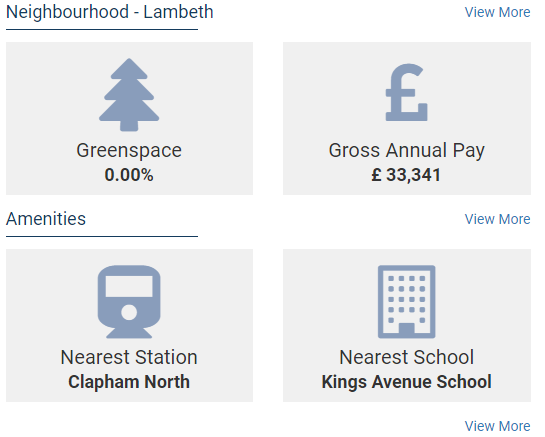 Neighbourhood - Lambeth
View More
Greenspace
0.00%
Gross Annual Pay
£ 33,341
Amenities
View More
Nearest Station
Clapham North
Nearest School
Kings Avenue School
View More